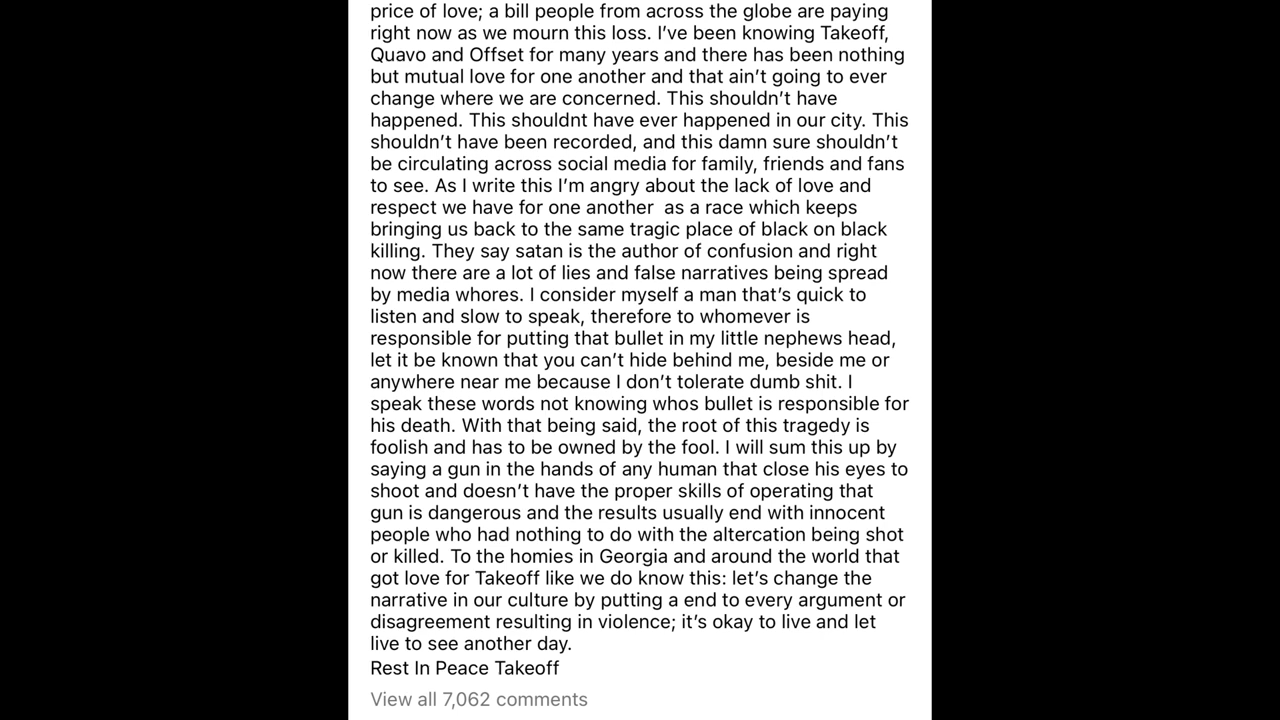 price of love; a bill people from across the globe are paying
right now as we mourn this loss. I’ve been knowing Takeoff,
Quavo and Offset for many years and there has been nothing
but mutual love for one another and that ain’t going to ever
change where we are concerned. This shouldn’t have
happened. This shouldnt have ever happened in our city. This
shouldn’t have been recorded, and this damn sure shouldn’t
be circulating across social media for family, friends and fans
to see. As I write this I’m angry about the lack of love and
respect we have for one another  as a race which keeps
bringing us back to the same tragic place of black on black
killing. They say satan is the author of confusion and right
now there are a lot of lies and false narratives being spread
by media whores. I consider myself a man that’s quick to
listen and slow to speak, therefore to whomever is
responsible for putting that bullet in my little nephews head,
let it be known that you can’t hide behind me, beside me or
anywhere near me because I don’t tolerate dumb shit. I
speak these words not knowing whos bullet is responsible for
his death. With that being said, the root of this tragedy is
foolish and has to be owned by the fool. I will sum this up by
saying a gun in the hands of any human that close his eyes to
shoot and doesn’t have the proper skills of operating that
gun is dangerous and the results usually end with innocent
people who had nothing to do with the altercation being shot
or killed. To the homies in Georgia and around the world that
got love for Takeoff like we do know this: let’s change the
narrative in our culture by putting a end to every argument or
disagreement resulting in violence; it’s okay to live and let
live to see another day.
Rest In Peace Takeoff
View all 7,062 comments